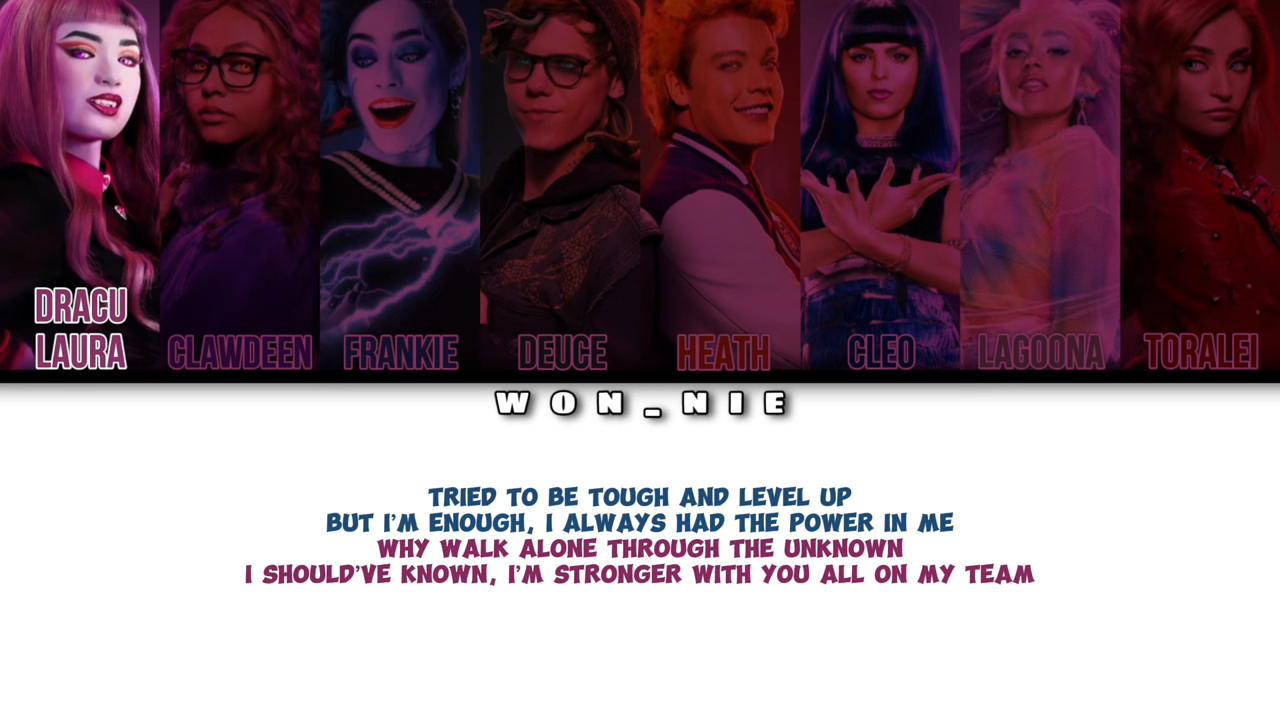 DRACU
LAURA
CLAWDEEN
FRANKIE
DEUCE
HEATH
CLEO
LAGOONA
TORALEI
WON_NIE
TRIED TO BE TOUGH AND LEVEL UP
BUT I'M ENOUGH, I ALWAYS HAD THE POWER IN ME
WHY WALK ALONE THROUGH THE UNKNOWN
I SHOULD'VE KNOWN, I'M STRONGER WITH YOU ALL ON MY TEAM